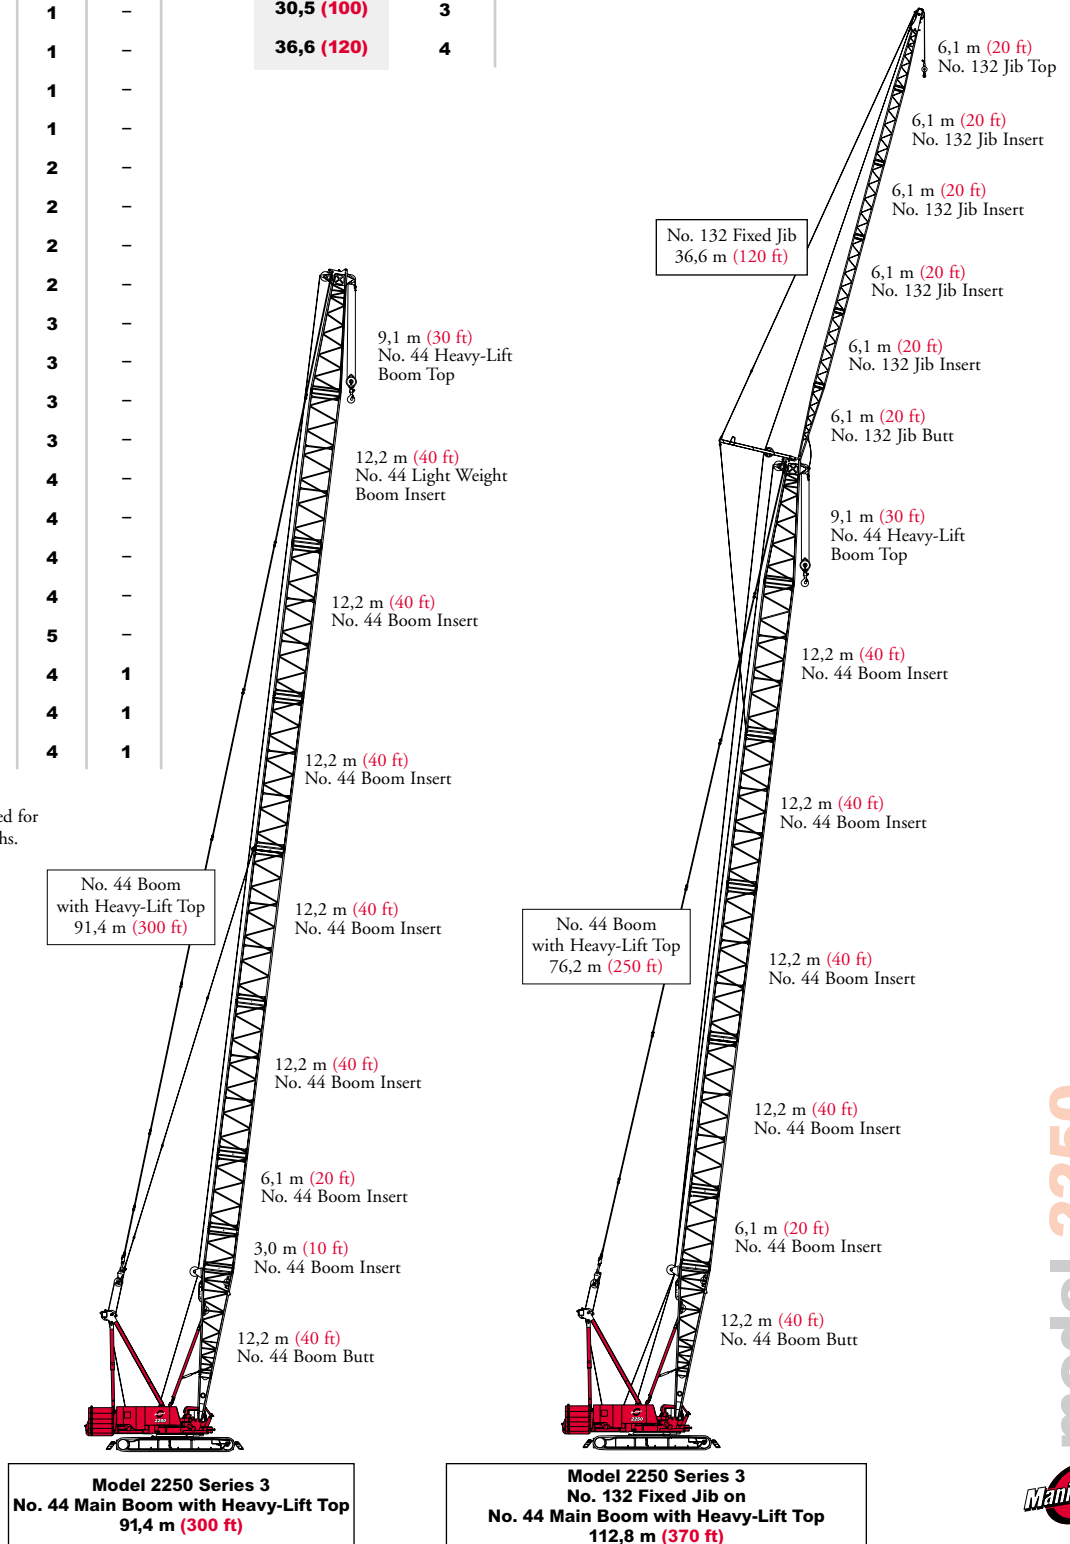 1 –
1 –
1 –
1 –
2 –
2 –
2 –
2 –
3 –
3 –
3 –
3 –
4 –
4 –
4 –
4 –
5 –
4 1
4 1
4 1
30,5 (100) 3
36,6 (120) 4
No. 44 Boom
with Heavy-Lift Top
91,4 m (300 ft)
9,1 m (30 ft)
No. 44 Heavy-Lift
Boom Top
12,2 m (40 ft)
No. 44 Light Weight
Boom Insert
12,2 m (40 ft)
No. 44 Boom Insert
12,2 m (40 ft)
No. 44 Boom Insert
12,2 m (40 ft)
No. 44 Boom Insert
12,2 m (40 ft)
No. 44 Boom Insert
6,1 m (20 ft)
No. 44 Boom Insert
3,0 m (10 ft)
No. 44 Boom Insert
12,2 m (40 ft)
No. 44 Boom Butt
2250
Model 2250 Series 3
No. 44 Main Boom with Heavy-Lift Top
91,4 m (300 ft)
6,1 m (20 ft)
No. 132 Jib Top
6,1 m (20 ft)
No. 132 Jib Insert
6,1 m (20 ft)
No. 132 Jib Insert
No. 132 Fixed Jib
36,6 m (120 ft)
6,1 m (20 ft)
No. 132 Jib Insert
6,1 m (20 ft)
No. 132 Jib Insert
6,1 m (20 ft)
No. 132 Jib Butt
9,1 m (30 ft)
No. 44 Heavy-Lift
Boom Top
12,2 m (40 ft)
No. 44 Boom Insert
12,2 m (40 ft)
No. 44 Boom Insert
No. 44 Boom
with Heavy-Lift Top
76,2 m (250 ft)
12,2 m (40 ft)
No. 44 Boom Insert
12,2 m (40 ft)
No. 44 Boom Insert
6,1 m (20 ft)
No. 44 Boom Insert
12,2 m (40 ft)
No. 44 Boom Butt
2250
Model 2250 Series 3
No. 132 Fixed Jib on
No. 44 Main Boom with Heavy-Lift Top
112,8 m (370 ft)
model 2250